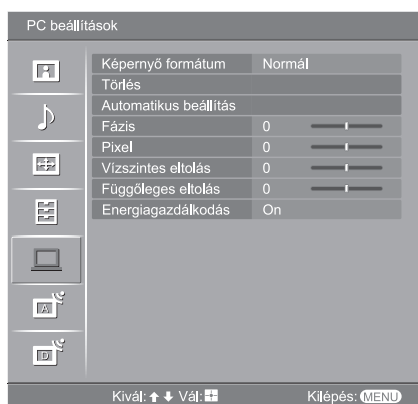 PC beállítások
Képernyő formátum Normál
Törlés
Automatikus beállítás
Fázis 0
Pixel 0
Vízszintes eltolás 0
Függőleges eltolás 0
Energiagazdálkodás On
A
D
Kivál: Vál: Kilépés: MENU